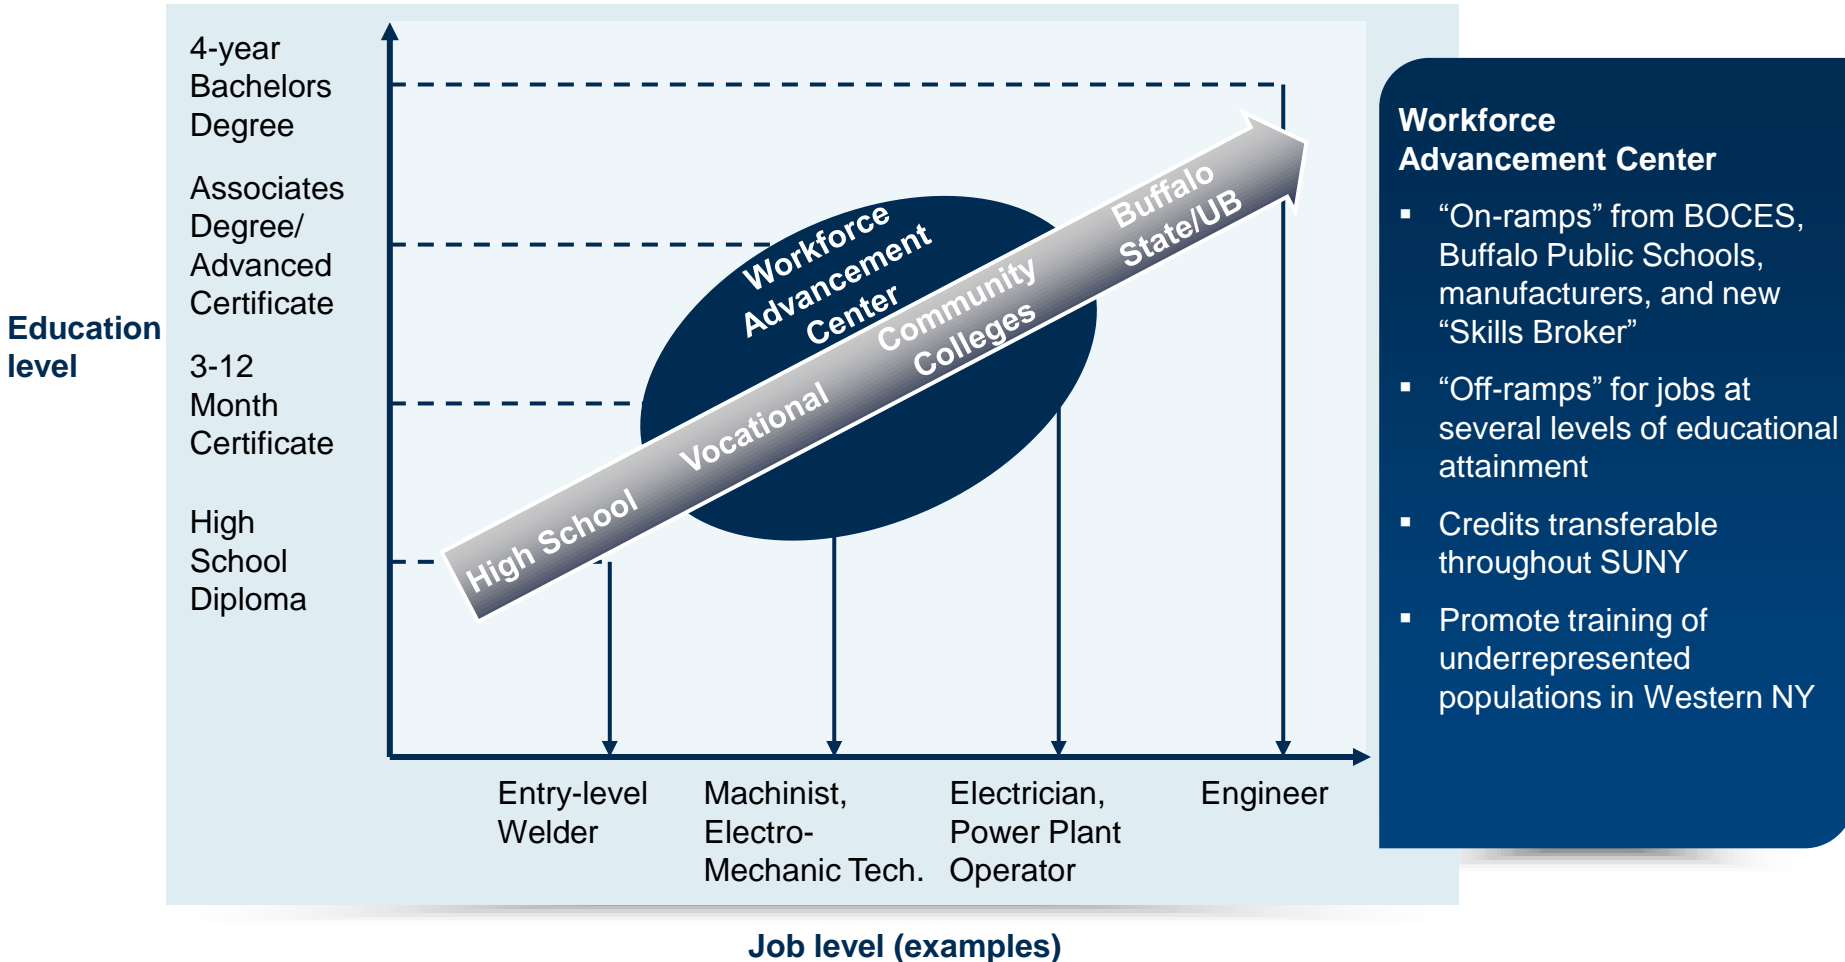 4-year
Bachelors
Degree
Associates
Degree/
Advanced
Certificate
Education
level
3-12
Month
Certificate
High
School
Diploma
Workforce
Advancement
Center
High School
Vocational
Community
Colleges
Buffalo
State/UB
Entry-level
Welder
Machinist,
Electro-
Mechanic Tech.
Electrician,
Power Plant
Operator
Engineer
Job level (examples)
Workforce
Advancement Center
▪ “On-ramps” from BOCES,
Buffalo Public Schools,
manufacturers, and new
“Skills Broker”
▪ “Off-ramps” for jobs at
several levels of educational
attainment
▪ Credits transferable
throughout SUNY
▪ Promote training of
underrepresented
populations in Western NY